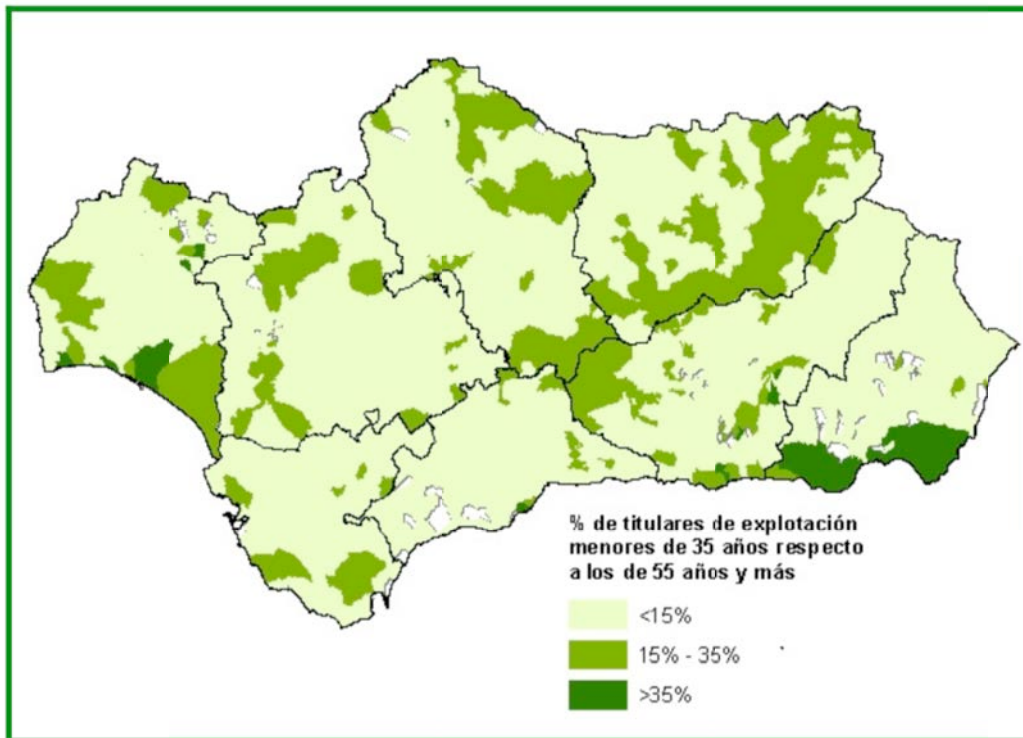 % de titulares de explotación
menores de 35 años respecto
a los de 55 años y más
<15%
15% - 35%
>35%